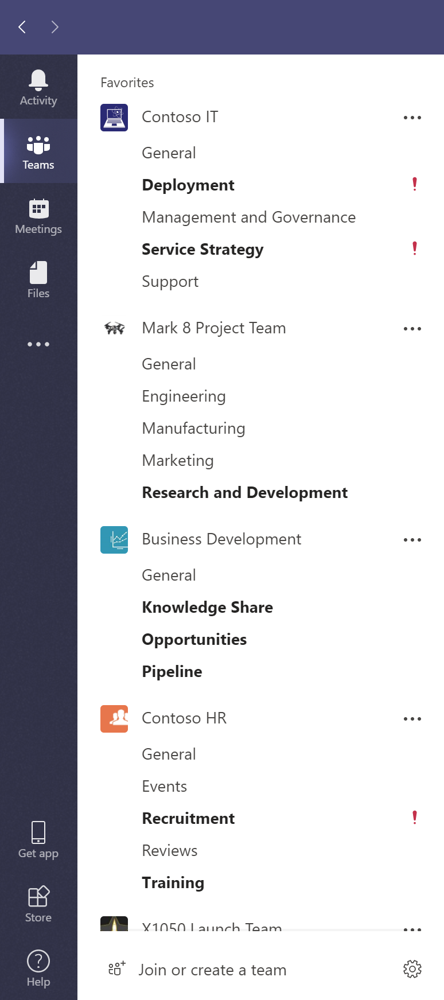 Activity
Teams
Meetings
Files
Get app
Store
Help
Favorites
Contoso IT
General
Deployment
Management and Governance
Service Strategy
Support
Mark 8 Project Team
General
Engineering
Manufacturing
Marketing
Research and Development
Business Development
General
Knowledge Share
Opportunities
Pipeline
Contoso HR
General
Events
Recruitment
Reviews
Training
X1050 Launch Team
Join or create a team